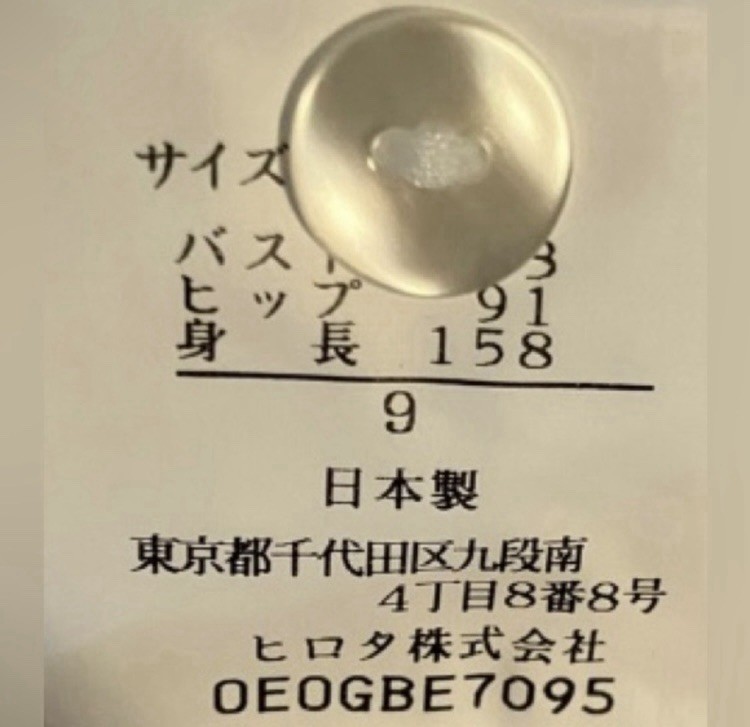 サイズ
バス 3
ヒップ 91
身長 158
9
日本製
東京都千代田区九段南
4丁目8番8号
ヒロタ株式会社
OEOGBE7095